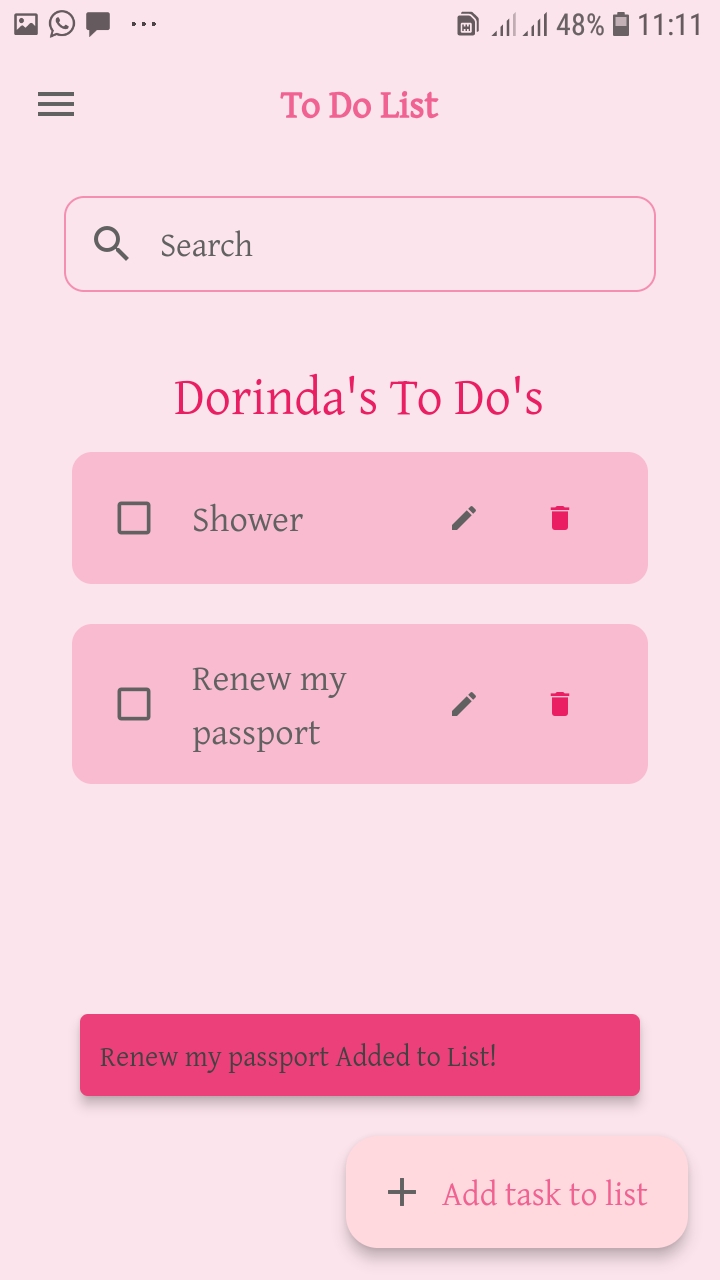 48% 11:11
To Do List
Search
Dorinda's To Do's
Shower
Renew my
passport
Renew my passport Added to List!
Add task to list